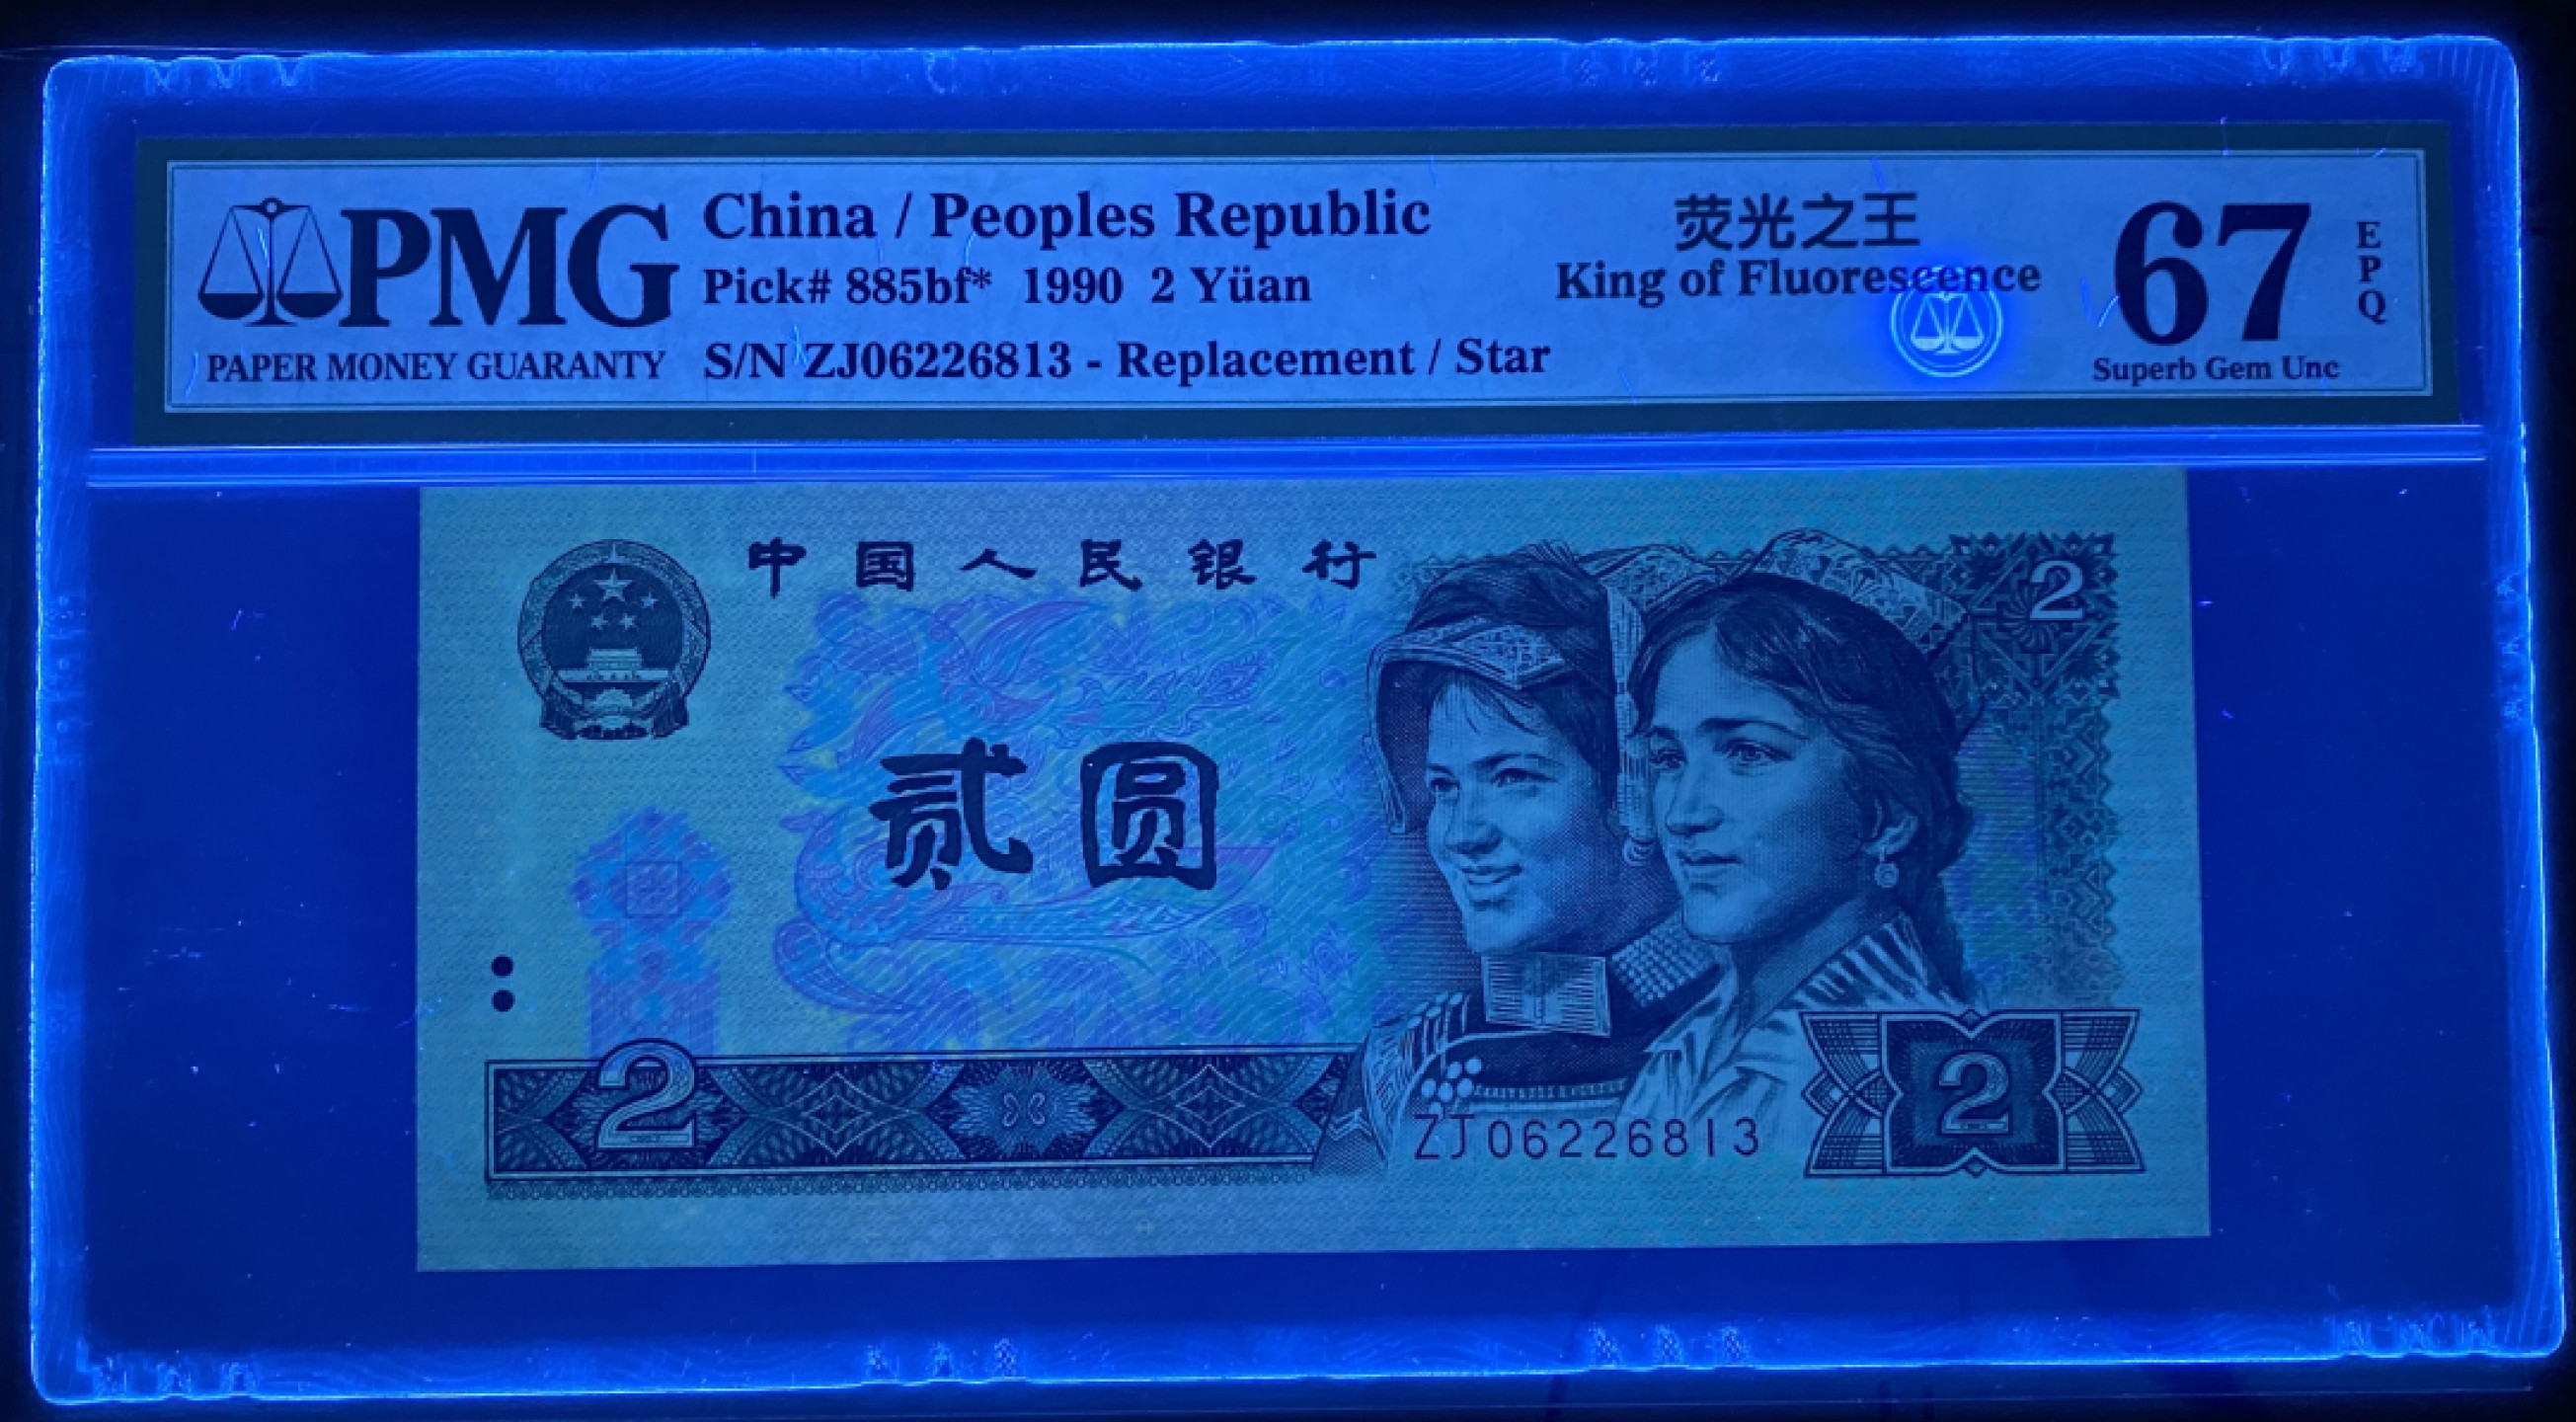 PMG
PAPER MONEY GUARANTY
China / Peoples Republic
Pick# 885bf* 1990 2 Yüan
S/N ZJ06226813 - Replacement / Star
荧光之王
King of Fluorescence
67
EPQ
Superb Gem Unc
中国人民银行
2
贰圆
2
2
ZJ06226813